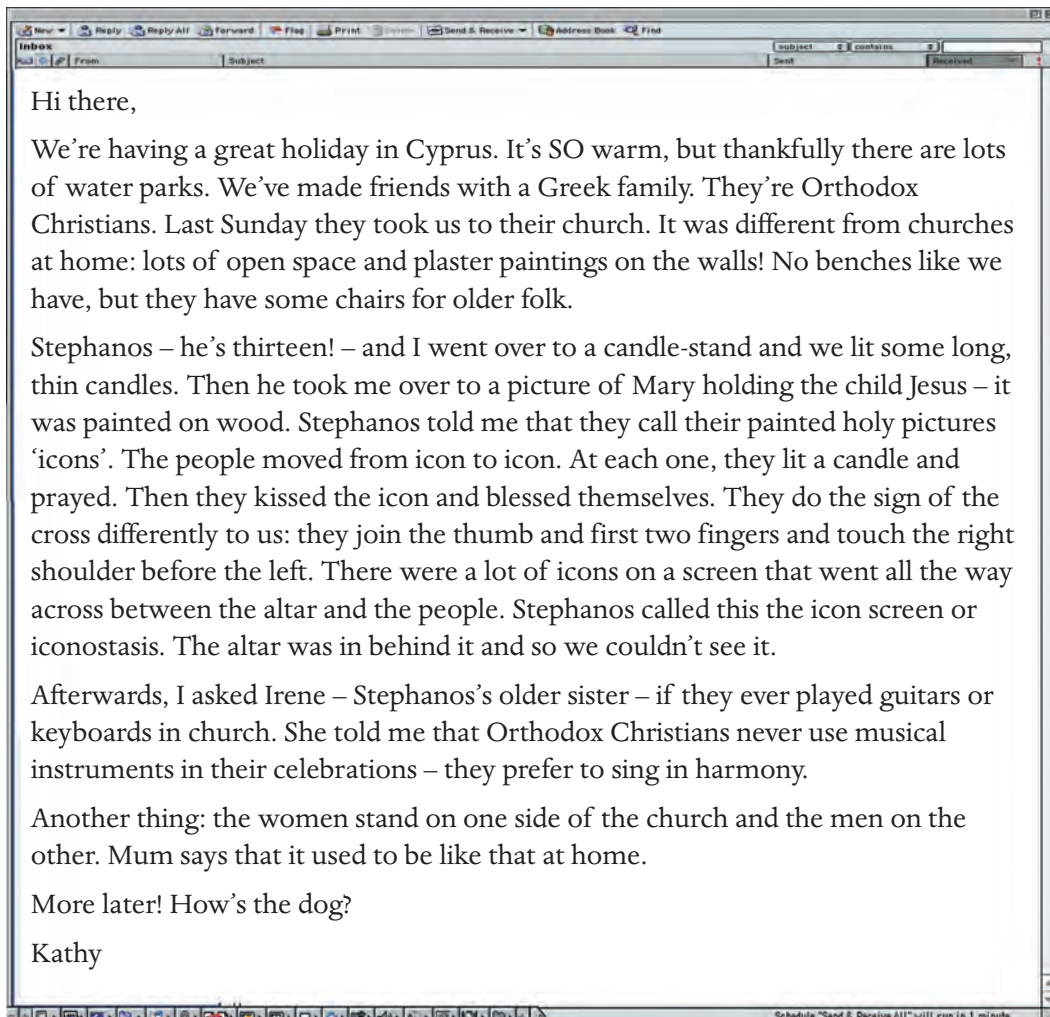 New Reply Reply All Forward Flag Print Delete Send & Receive Address Book Find
Inbox subject contains
From Subject Sent Received
Hi there,
We're having a great holiday in Cyprus. It's SO warm, but thankfully there are lots
of water parks. We've made friends with a Greek family. They're Orthodox
Christians. Last Sunday they took us to their church. It was different from churches
at home: lots of open space and plaster paintings on the walls! No benches like we
have, but they have some chairs for older folk.
Stephanos – he's thirteen! – and I went over to a candle-stand and we lit some long,
thin candles. Then he took me over to a picture of Mary holding the child Jesus – it
was painted on wood. Stephanos told me that they call their painted holy pictures
'icons'. The people moved from icon to icon. At each one, they lit a candle and
prayed. Then they kissed the icon and blessed themselves. They do the sign of the
cross differently to us: they join the thumb and first two fingers and touch the right
shoulder before the left. There were a lot of icons on a screen that went all the way
across between the altar and the people. Stephanos called this the icon screen or
iconostasis. The altar was in behind it and so we couldn't see it.
Afterwards, I asked Irene – Stephanos's older sister – if they ever played guitars or
keyboards in church. She told me that Orthodox Christians never use musical
instruments in their celebrations – they prefer to sing in harmony.
Another thing: the women stand on one side of the church and the men on the
other. Mum says that it used to be like that at home.
More later! How's the dog?
Kathy
Schedule "Send & Receive All" will run in 1 minute